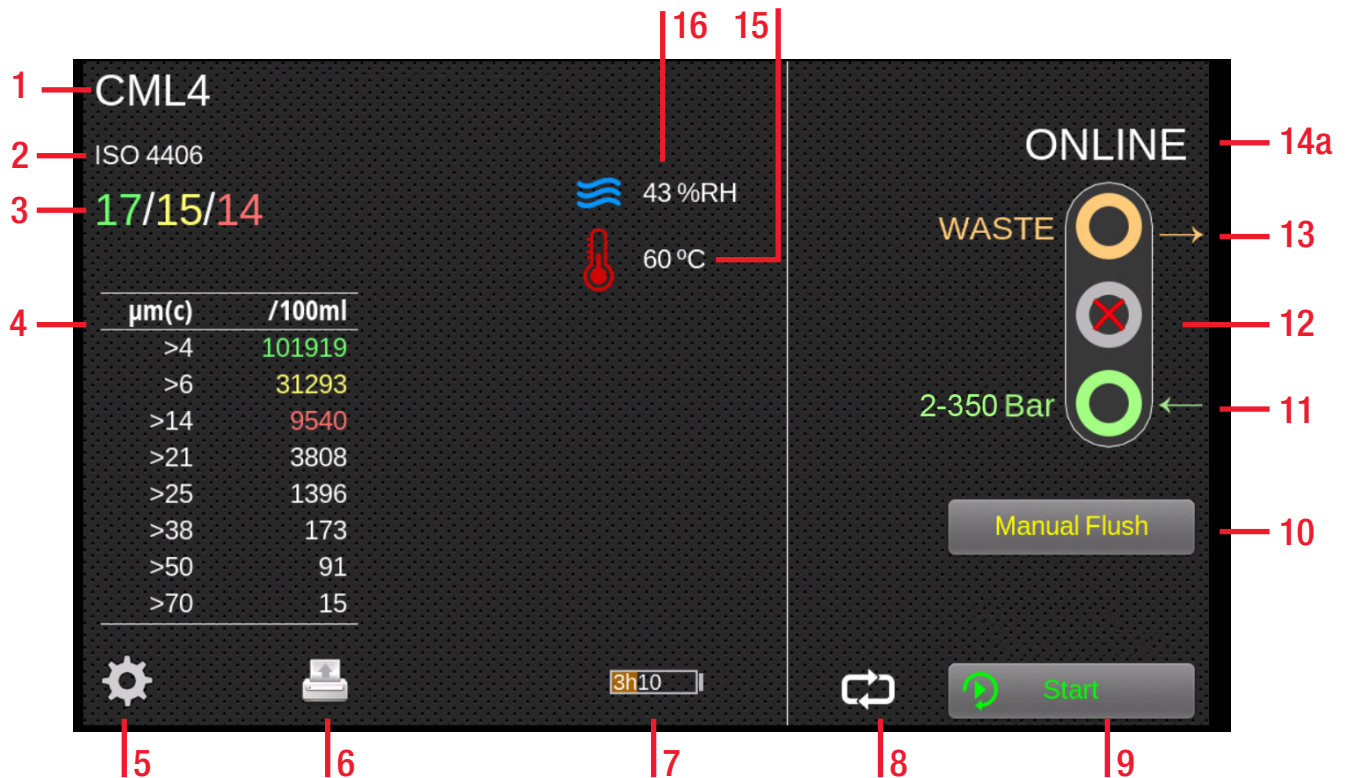 16 15
1 CML4
2 ISO 4406
3 17/15/14
43 %RH
60 ºC
ONLINE 14a
WASTE → 13
12
2-350 Bar ← 11
4 µm(c) /100ml
>4 101919
>6 31293
>14 9540
>21 3808
>25 1396
>38 173
>50 91
>70 15
Manual Flush 10
3h10
Start
5 6 7 8 9